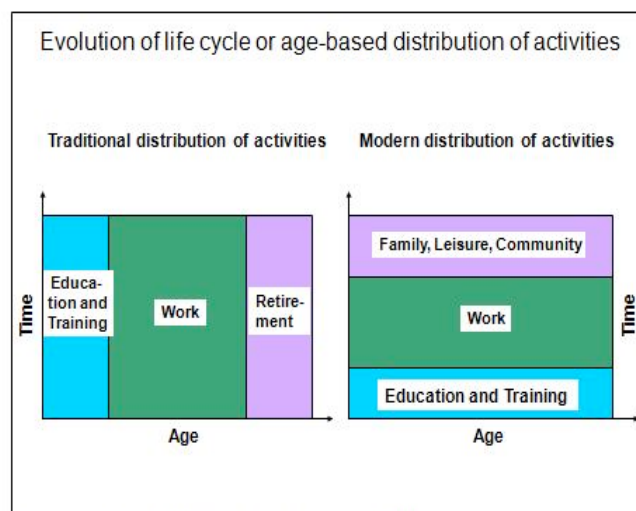 Evolution of life cycle or age-based distribution of activities
Traditional distribution of activities
Modern distribution of activities
Time
Educa-
tion and
Training
Work
Retire-
ment
Age
Family, Leisure, Community
Work
Education and Training
Time
Age